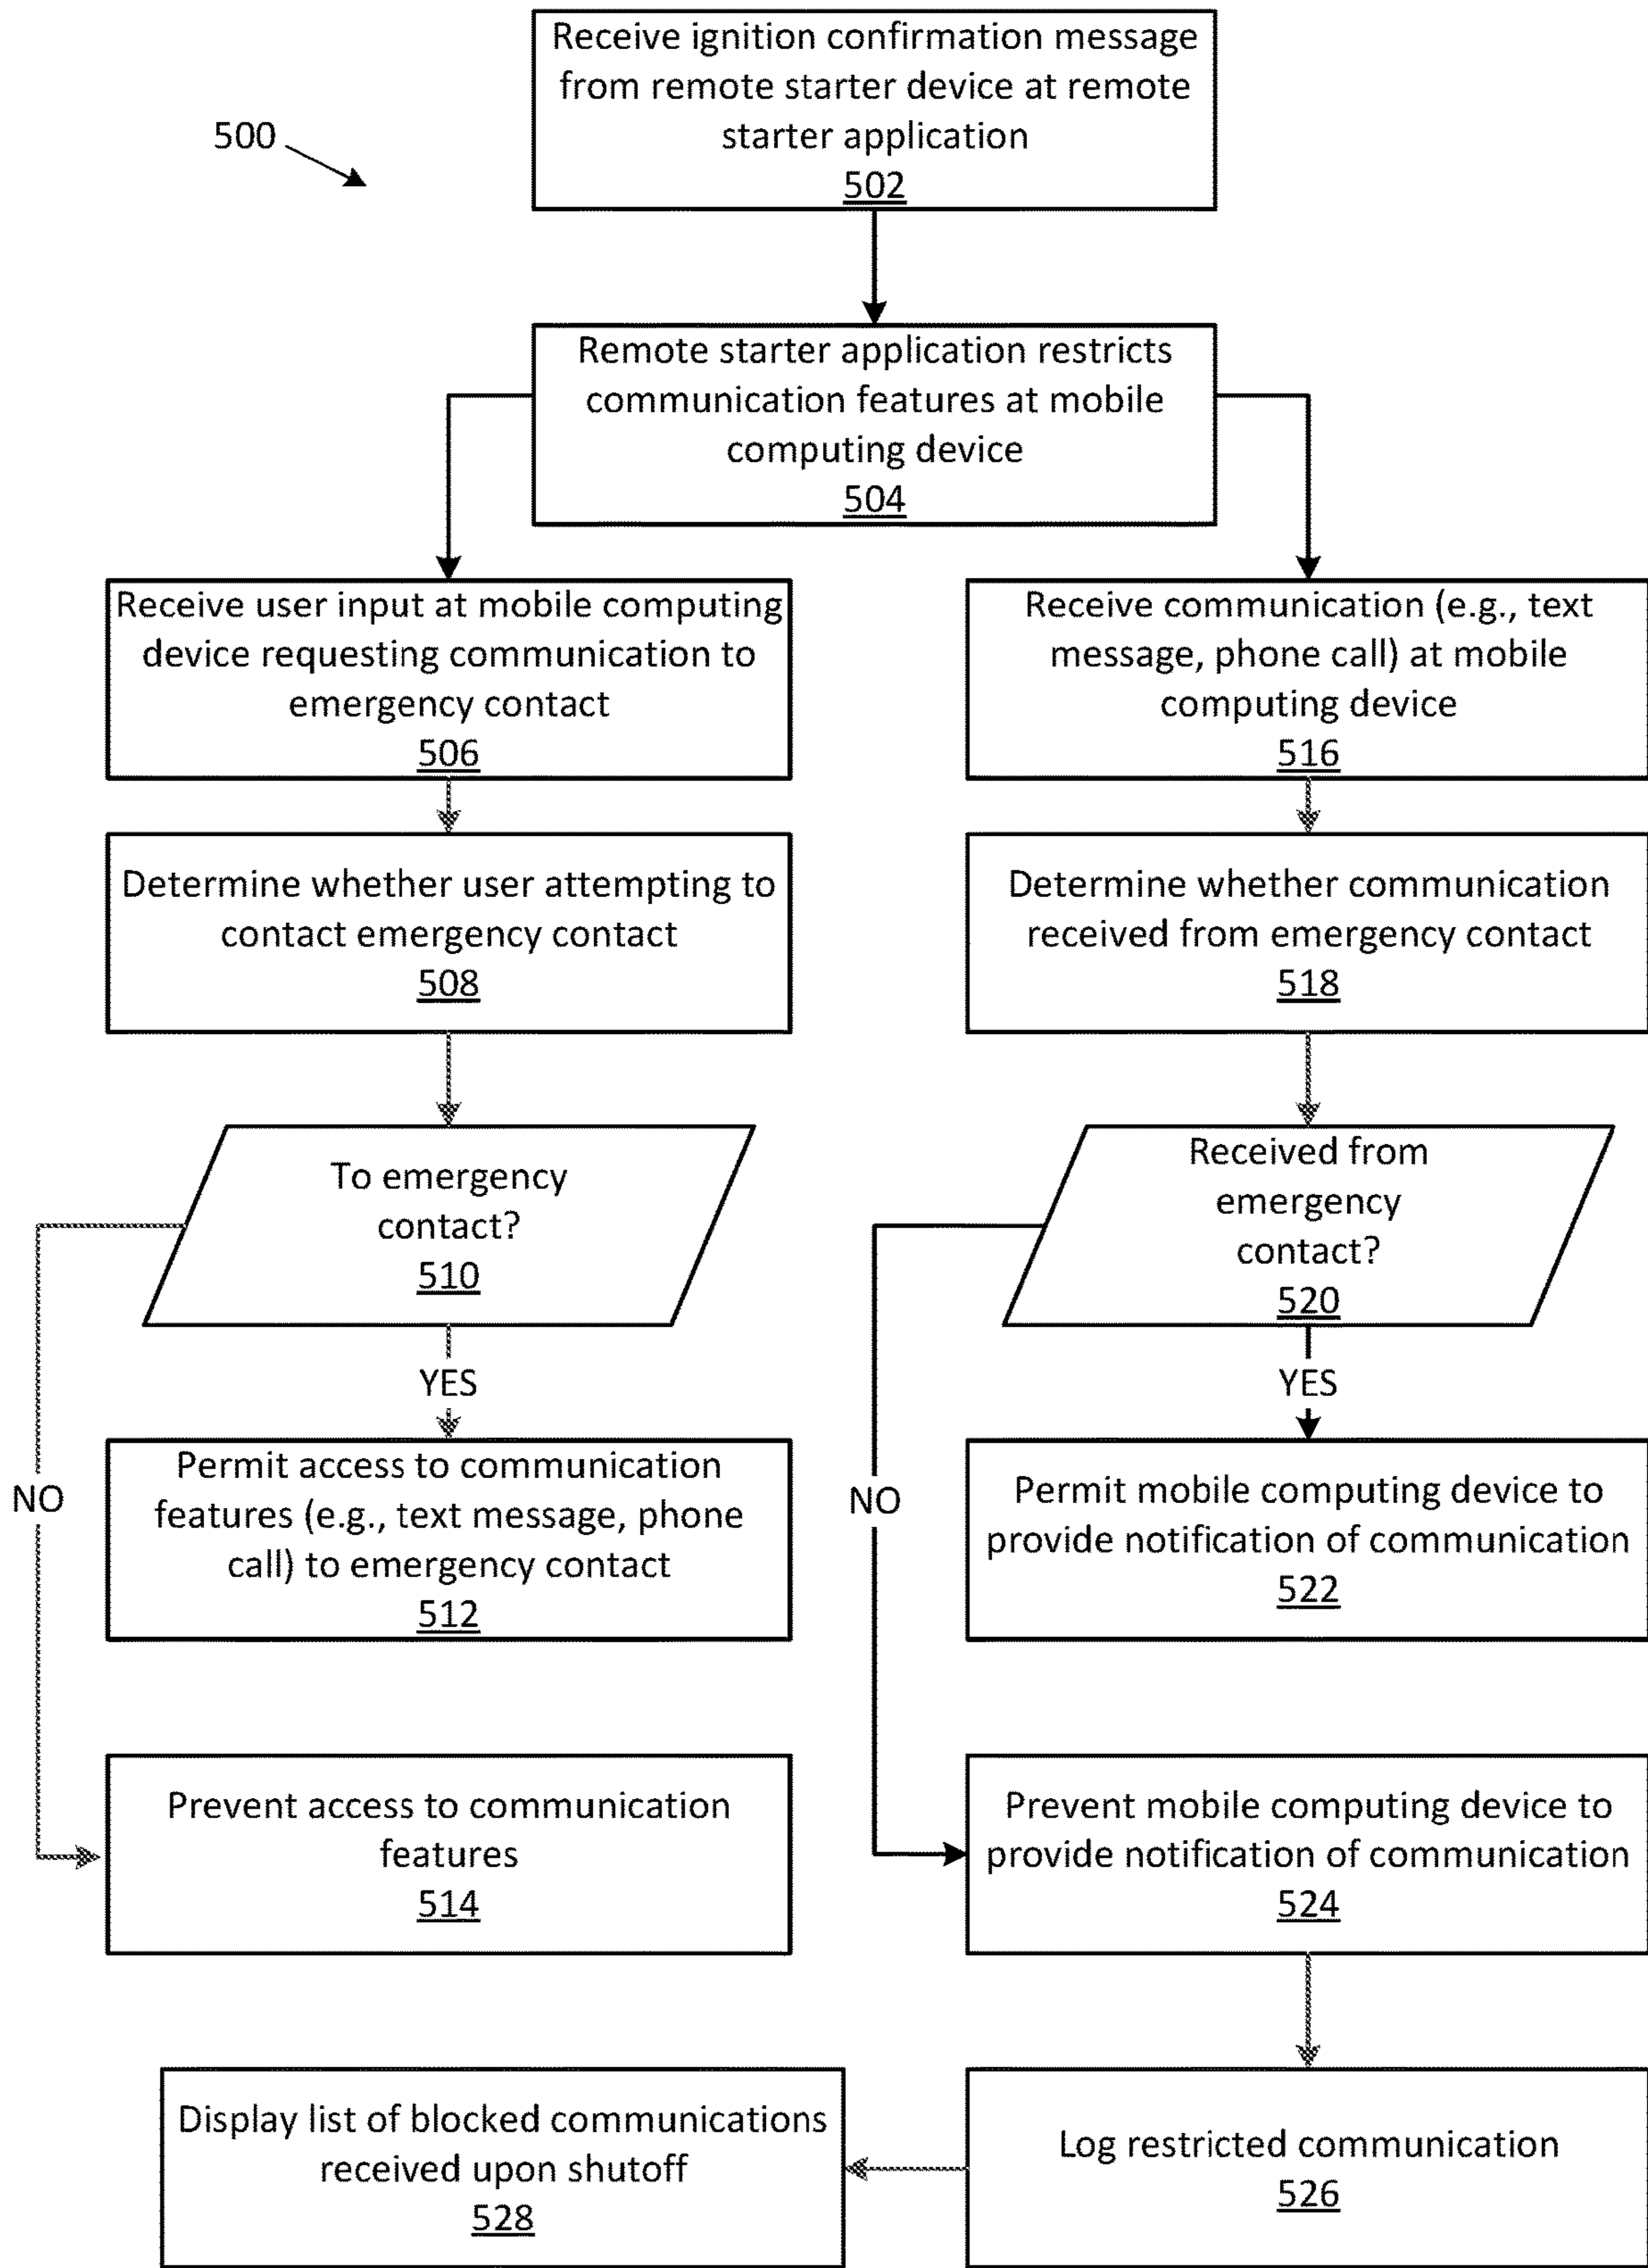 Receive ignition confirmation message
from remote starter device at remote
starter application
502
500
Remote starter application restricts
communication features at mobile
computing device
504
Receive user input at mobile computing
device requesting communication to
emergency contact
506
Determine whether user attempting to
contact emergency contact
508
To emergency
contact?
510
YES
NO
Permit access to communication
features (e.g., text message, phone
call) to emergency contact
512
Prevent access to communication
features
514
Receive communication (e.g., text
message, phone call) at mobile
computing device
516
Determine whether communication
received from emergency contact
518
Received from
emergency
contact?
520
YES
NO
Permit mobile computing device to
provide notification of communication
522
Prevent mobile computing device to
provide notification of communication
524
Log restricted communication
526
Display list of blocked communications
received upon shutoff
528